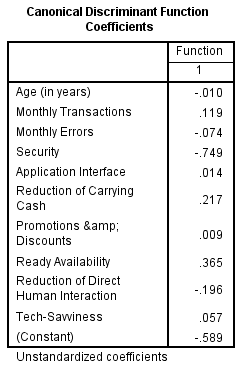 Canonical Discriminant Function
Coefficients
Function
1
Age (in years) -.010
Monthly Transactions .119
Monthly Errors -.074
Security -.749
Application Interface .014
Reduction of Carrying
Cash .217
Promotions &amp;
Discounts .009
Ready Availability .365
Reduction of Direct
Human Interaction -.196
Tech-Savviness .057
(Constant) -.589
Unstandardized coefficients